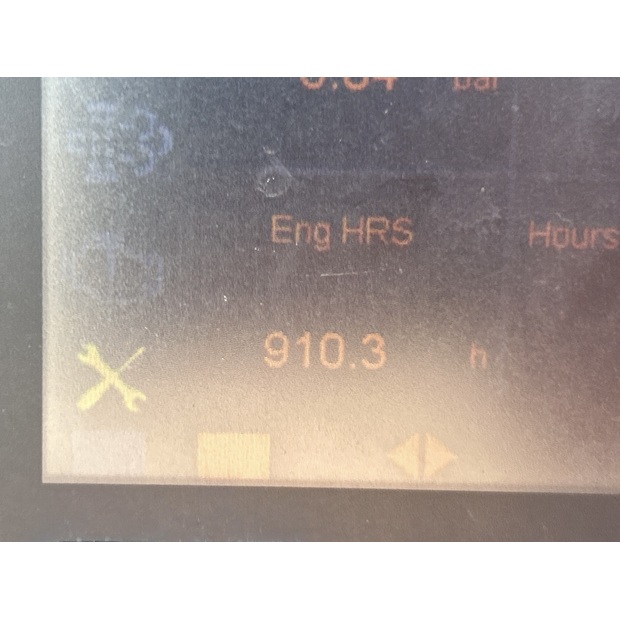 bar
Eng HRS Hours
910.3 h